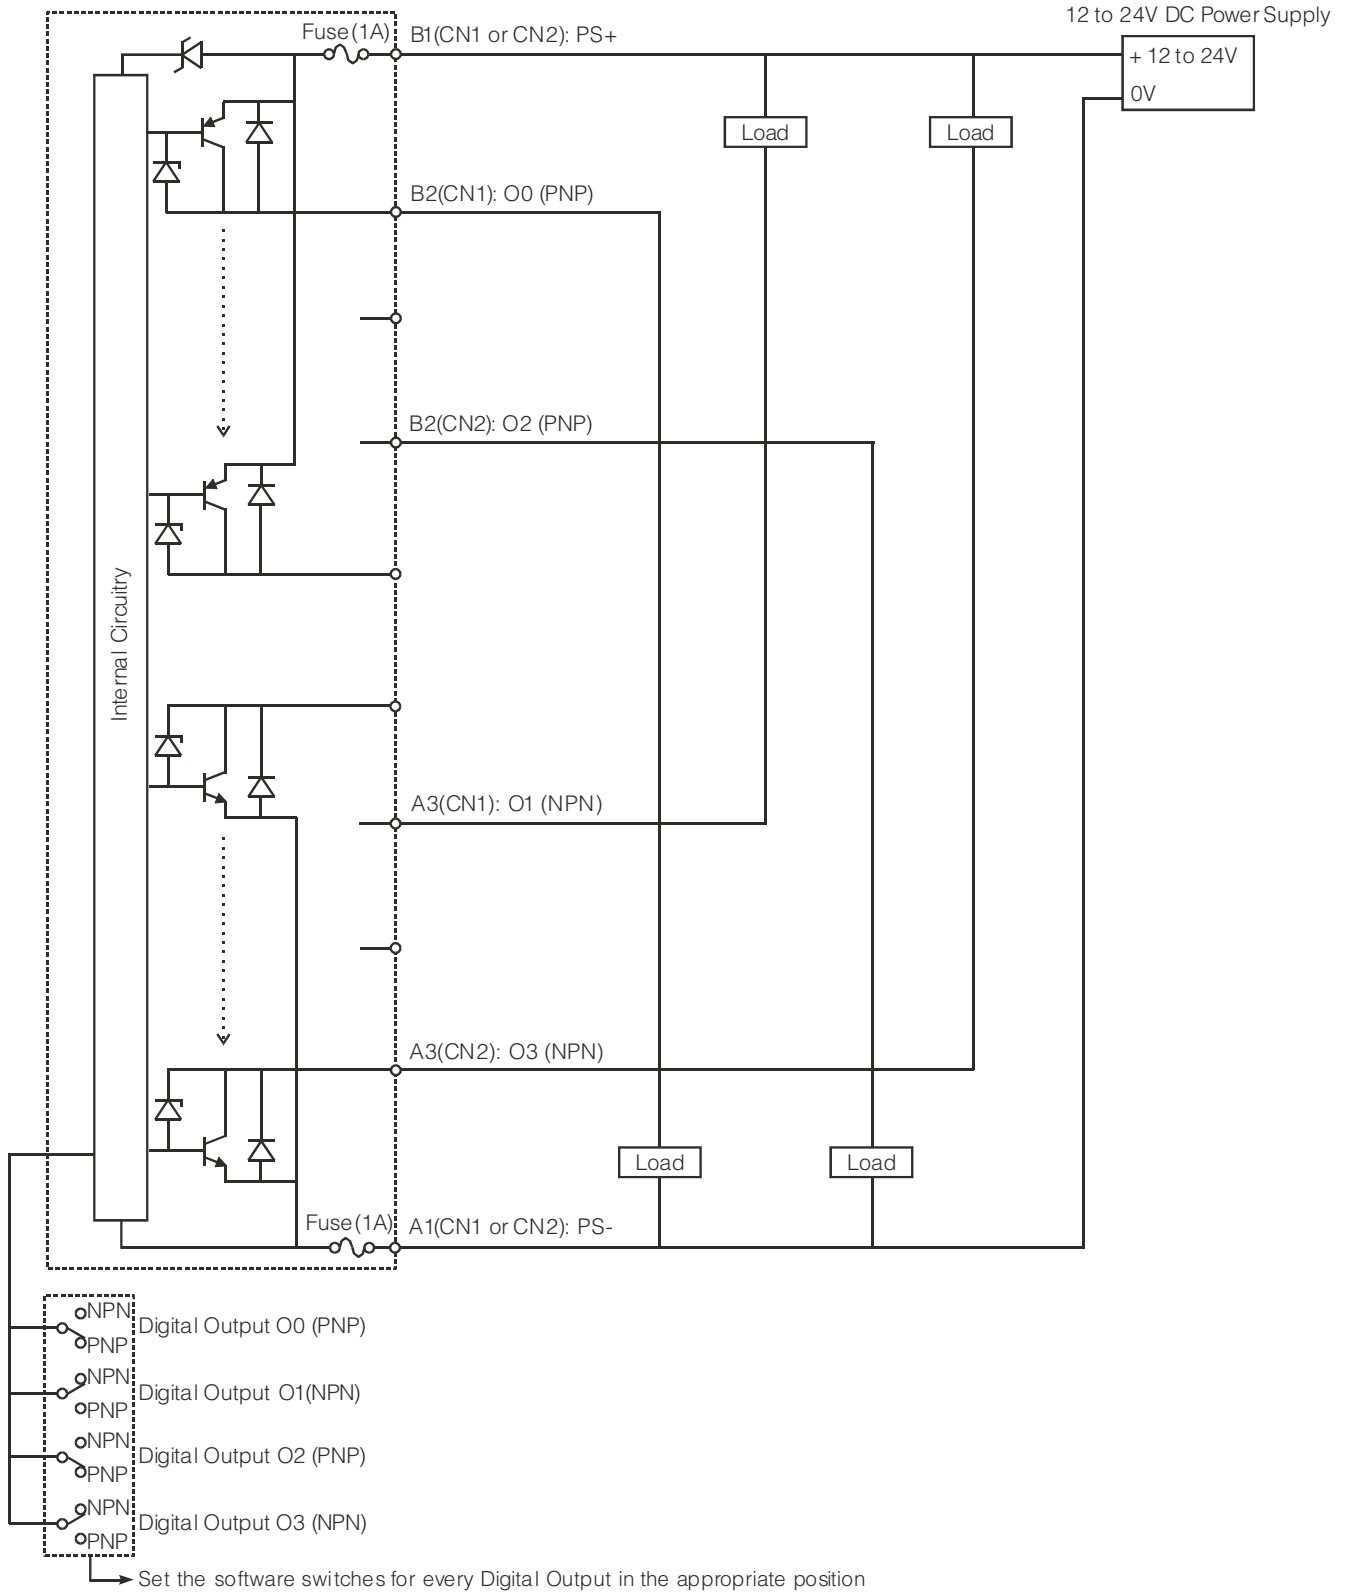 12 to 24V DC Power Supply
Fuse(1A)
B1(CN1 or CN2): PS+
+ 12 to 24V
0V
Load
Load
B2(CN1): O0 (PNP)
B2(CN2): O2 (PNP)
Internal Circuitry
A3(CN1): O1 (NPN)
A3(CN2): O3 (NPN)
Load
Load
Fuse(1A)
A1(CN1 or CN2): PS-
NPN
Digital Output O0 (PNP)
PNP
NPN
Digital Output O1(NPN)
PNP
NPN
Digital Output O2 (PNP)
PNP
NPN
Digital Output O3 (NPN)
PNP
Set the software switches for every Digital Output in the appropriate position